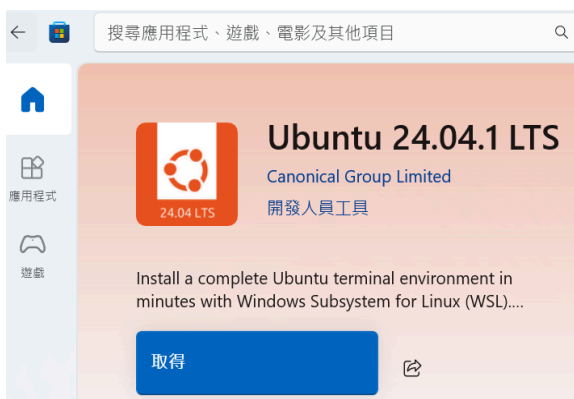 搜尋應用程式、遊戲、電影及其他項目
Ubuntu 24.04.1 LTS
24.04 LTS
Canonical Group Limited
開發人員工具
應用程式
遊戲
Install a complete Ubuntu terminal environment in
minutes with Windows Subsystem for Linux (WSL)....
取得